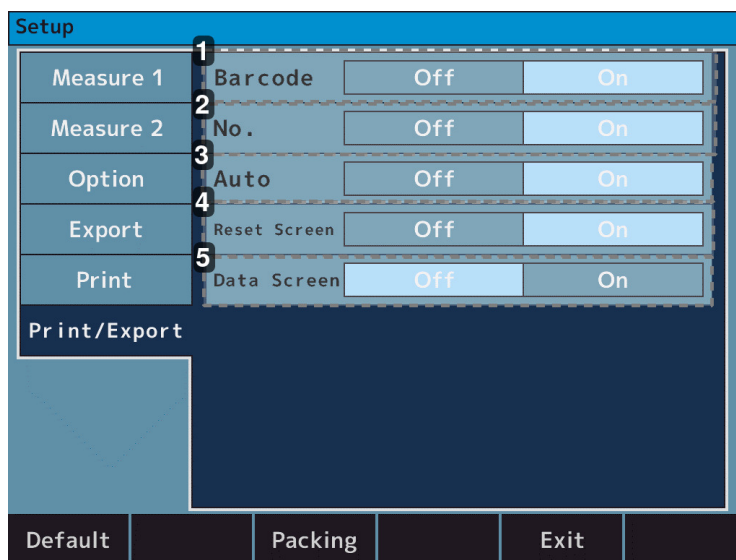 Setup
1
Measure 1 Barcode Off On
2
Measure 2 No. Off On
3
Option Auto Off On
4
Export Reset Screen Off On
5
Print Data Screen Off On
Print/Export
Default Packing Exit